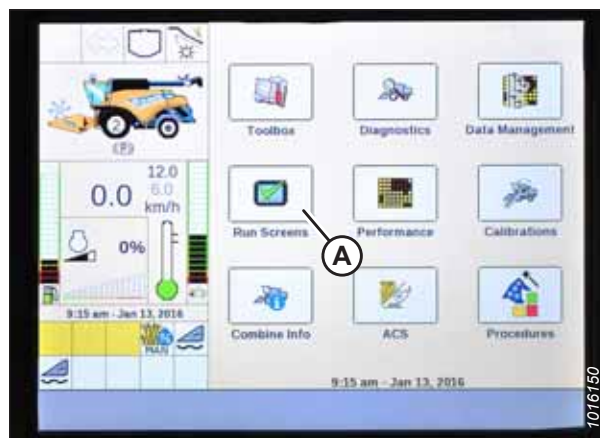 Toolbox
Diagnostics
Data Management
2
(P)
12.0
6.0
0.0
km/h
Run Screens
A
Performance
Calibrations
0%
9:15 am - Jan 13, 2016
Combine Info
ACS
Procedures
MAN
9:15 am - Jan 13, 2016
1016150